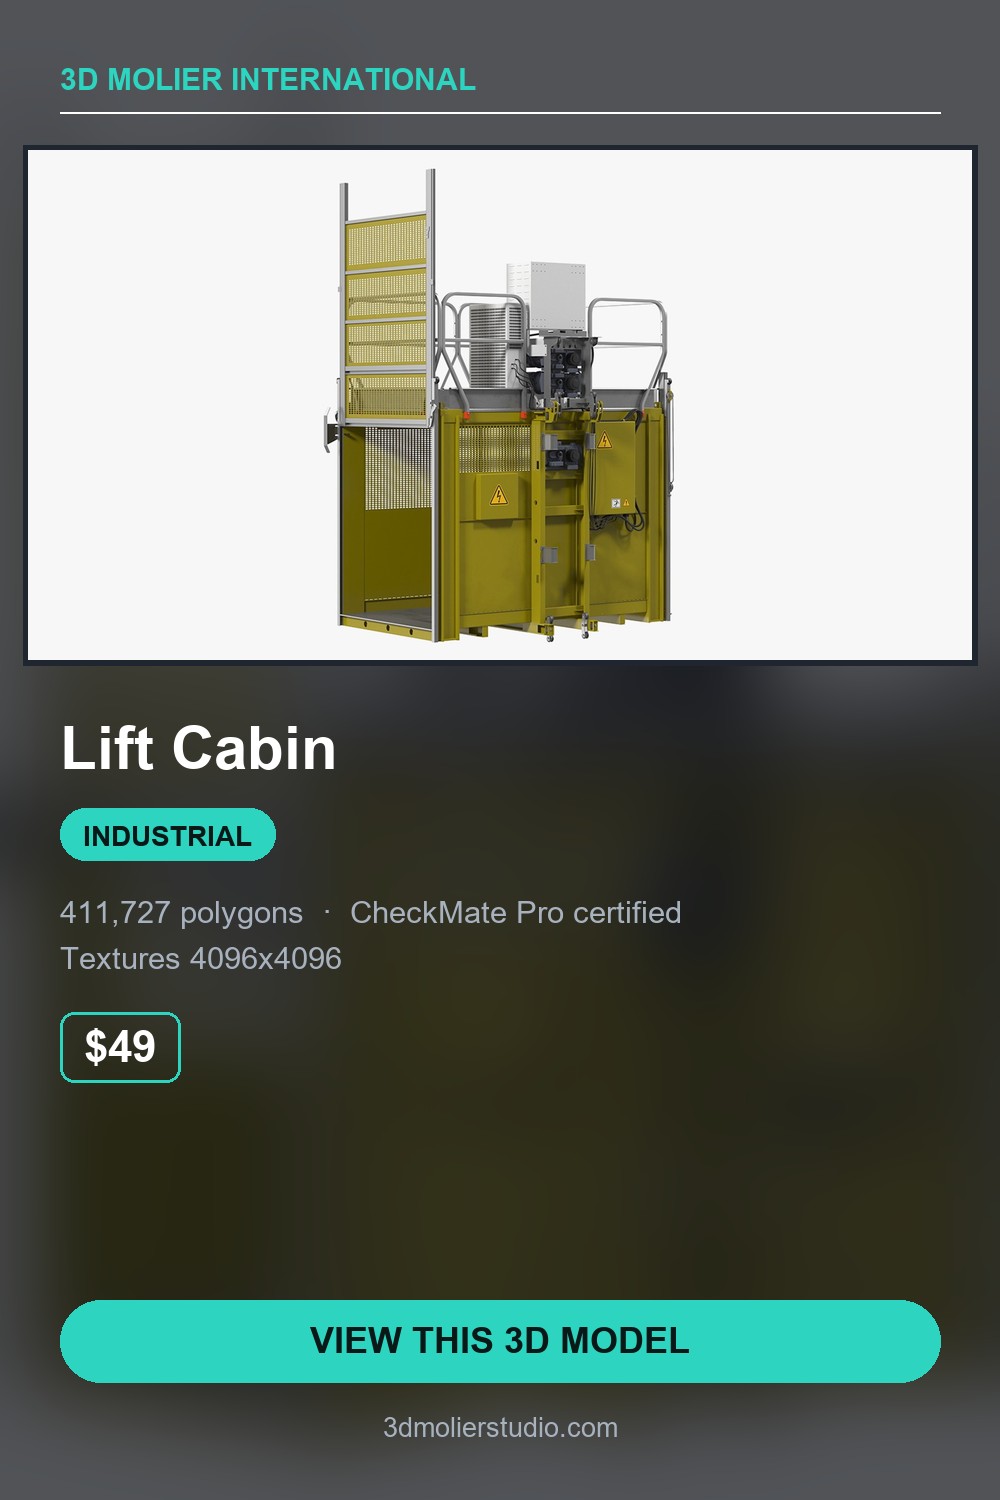 3D MOLIER INTERNATIONAL
Lift Cabin
INDUSTRIAL
411,727 polygons · CheckMate Pro certified
Textures 4096x4096
$49
VIEW THIS 3D MODEL
3dmolierstudio.com